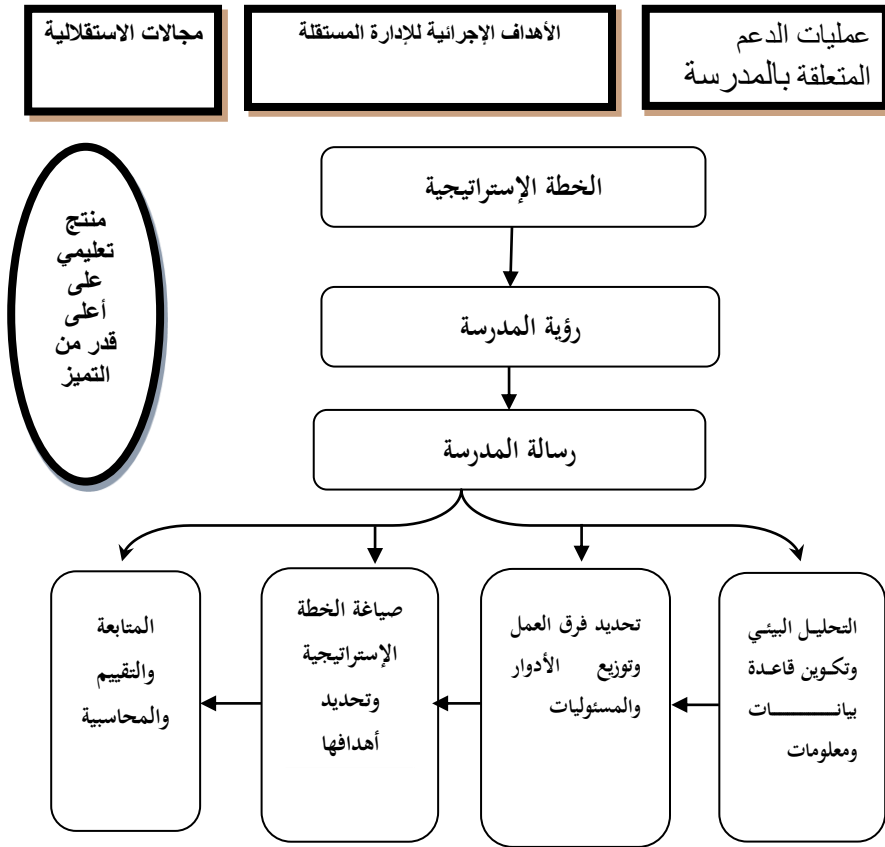 عمليات الدعم
المتعلقة بالمدرسة
الأهداف الإجرائية للإدارة المستقلة
مجالات الاستقلالية
الخطة الإستراتيجية
رؤية المدرسة
رسالة المدرسة
منتج
تعليمي
على
أعلى
قدر من
التميز
التحليل البيئي
وتكوين قاعدة
بيانات
ومعلومات
تحديد فرق العمل
وتوزيع الأدوار
والمسئوليات
صياغة الخطة
الإستراتيجية
وتحديد
أهدافها
المتابعة
والتقييم
والمحاسبية